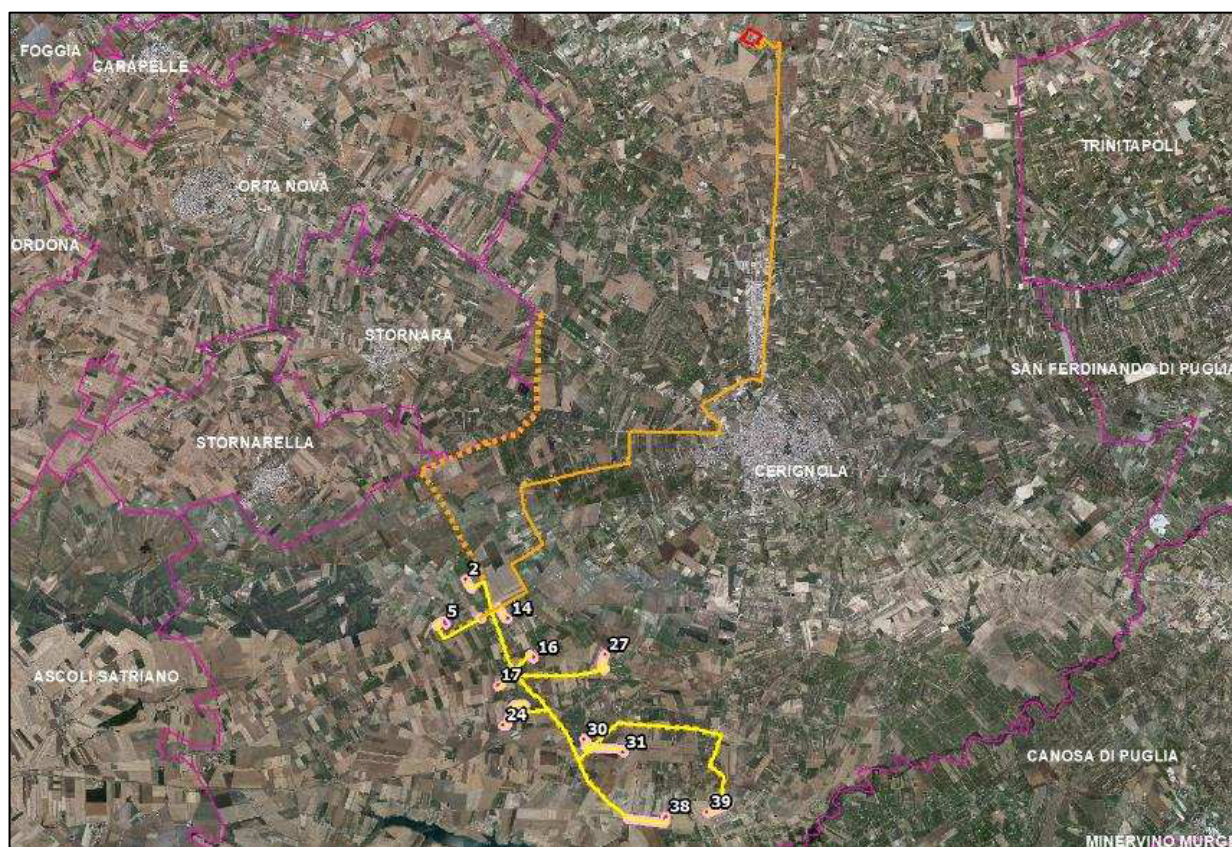 FOGGIA
CARAPELLE
TRINITAPOLI
ORTA NOVA
ORDONA
STORNARA
SAN FERDINANDO DI PUGLIA
STORNARELLA
CERIGNOLA
2
5
14
16
27
ASCOLI SATRIANO
17
24
30
31
CANOSA DI PUGLIA
38
39
MINERVINO MURG